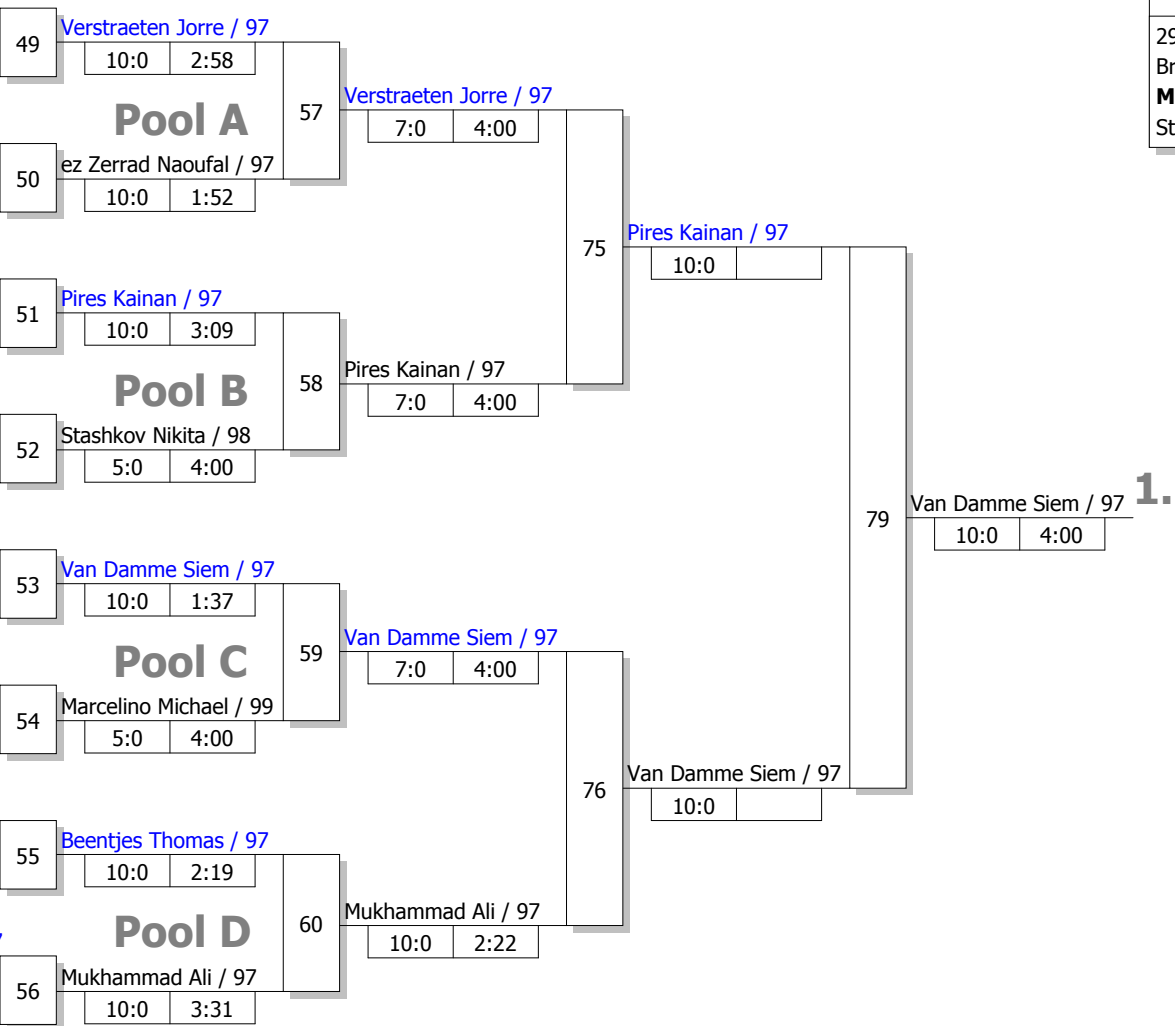 49
Verstraeten Jorre / 97
10:0 2:58
Pool A
57
Verstraeten Jorre / 97
7:0 4:00
50
ez Zerrad Naoufal / 97
10:0 1:52
75
Pires Kainan / 97
10:0
51
Pires Kainan / 97
10:0 3:09
Pool B
58
Pires Kainan / 97
7:0 4:00
52
Stashkov Nikita / 98
5:0 4:00
79
Van Damme Siem / 97
10:0 4:00
1.
53
Van Damme Siem / 97
10:0 1:37
Pool C
59
Van Damme Siem / 97
7:0 4:00
54
Marcelino Michael / 99
5:0 4:00
76
Van Damme Siem / 97
10:0
55
Beentjes Thomas / 97
10:0 2:19
Pool D
60
Mukhammad Ali / 97
10:0 2:22
56
Mukhammad Ali / 97
10:0 3:31
29
Br
M
St